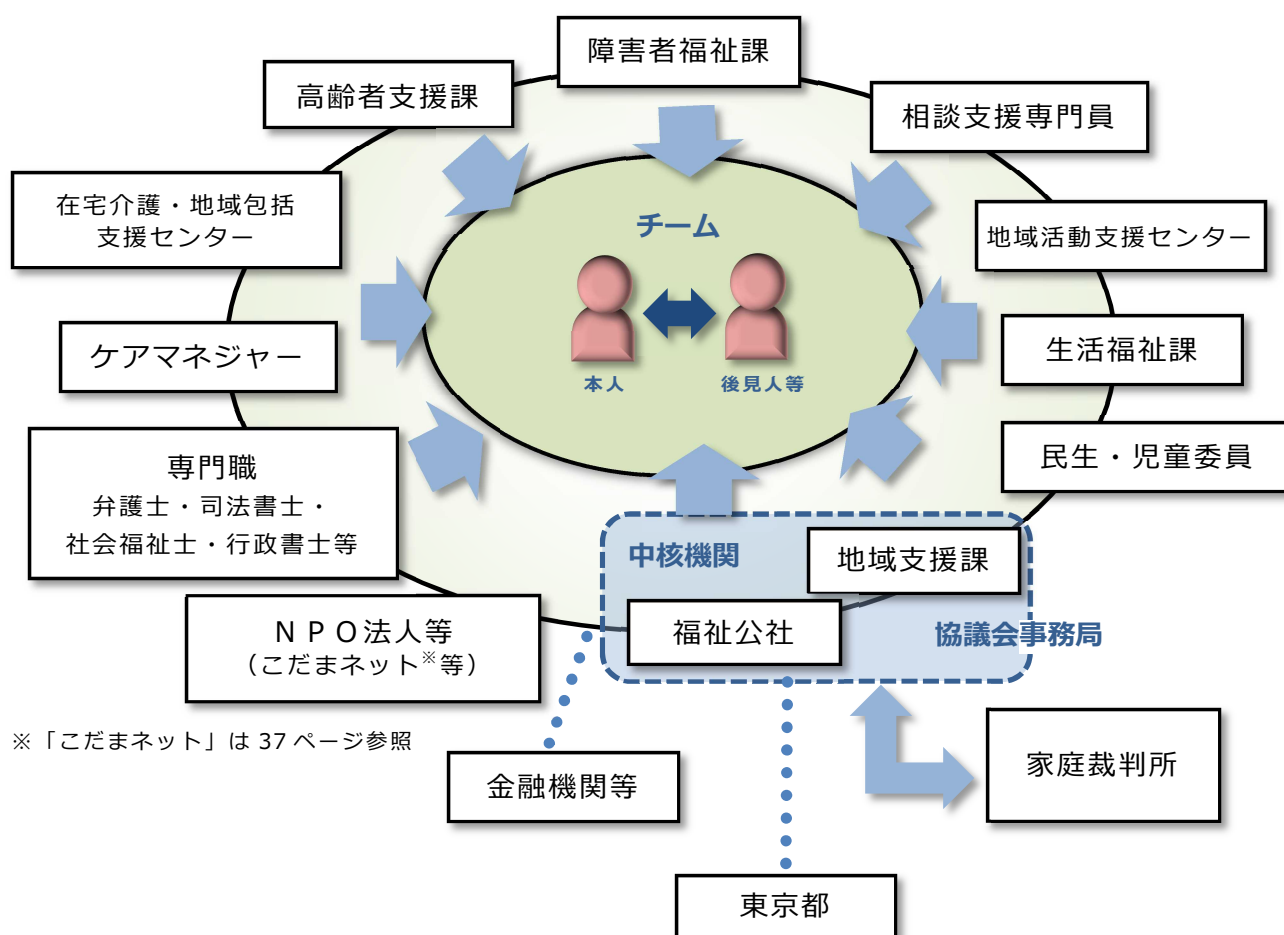 障害者福祉課
高齢者支援課
相談支援専門員
在宅介護・地域包括
支援センター
地域活動支援センター
チーム
本人
後見人等
ケアマネジャー
生活福祉課
専門職
弁護士・司法書士・
社会福祉士・行政書士等
民生・児童委員
中核機関
地域支援課
福祉公社
協議会事務局
ＮＰＯ法人等
（こだまネット※等）
※「こだまネット」は 37 ページ参照
金融機関等
家庭裁判所
東京都